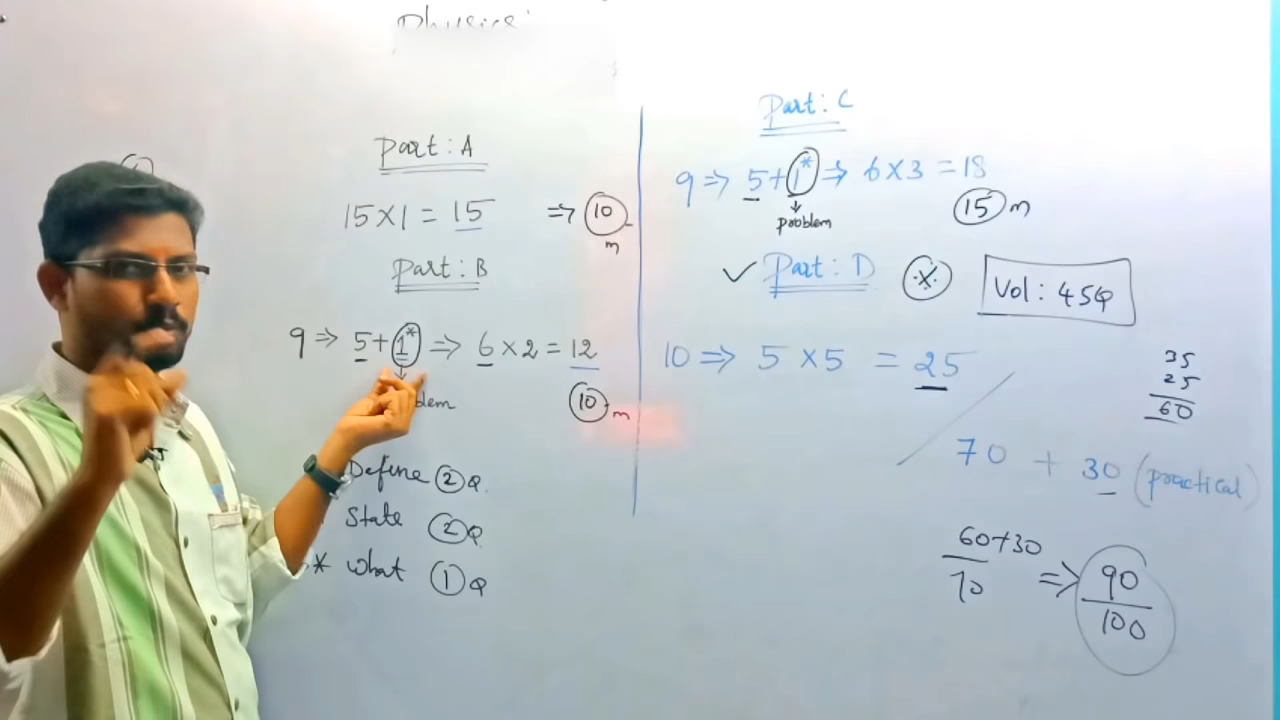 Physics
Part: A
15 × 1 = 15 ⇒ 10 m
Part: B
9 ⇒ 5 + 1* ⇒ 6 × 2 = 12
10 m
Define 2 Q.
State 2 Q
* What 1 Q
Part: C
9 ⇒ 5 + 1* ⇒ 6 × 3 = 18
↓
problem
15 m
✓ Part: D
Vol: 45Q
10 ⇒ 5 × 5 = 25
35
25
60
70 + 30 (practical)
60+30
70
⇒ 90
100